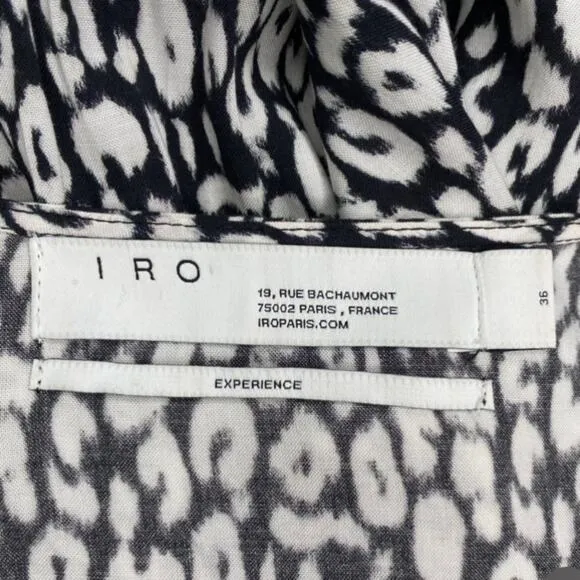 IRO
19, RUE BACHAUMONT
75002 PARIS , FRANCE
IROPARIS.COM
36
EXPERIENCE